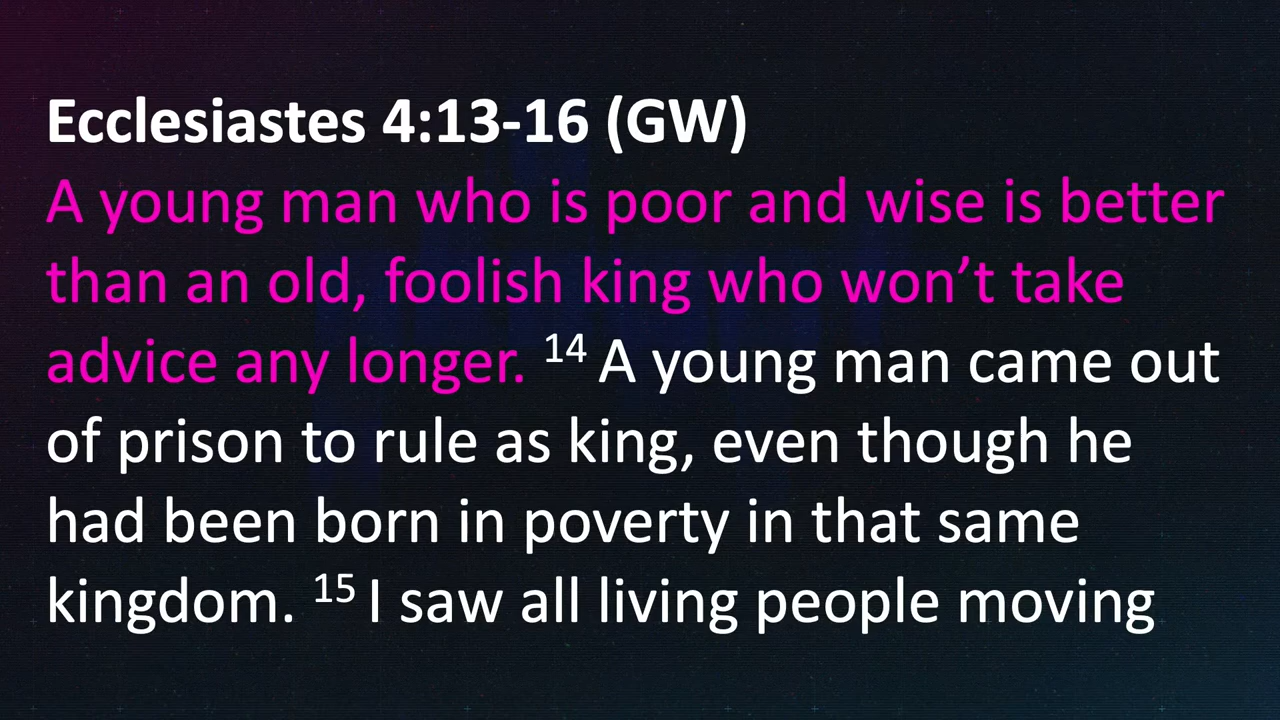 Ecclesiastes 4:13-16 (GW)
A young man who is poor and wise is better
than an old, foolish king who won’t take
advice any longer. 14 A young man came out
of prison to rule as king, even though he
had been born in poverty in that same
kingdom. 15 I saw all living people moving